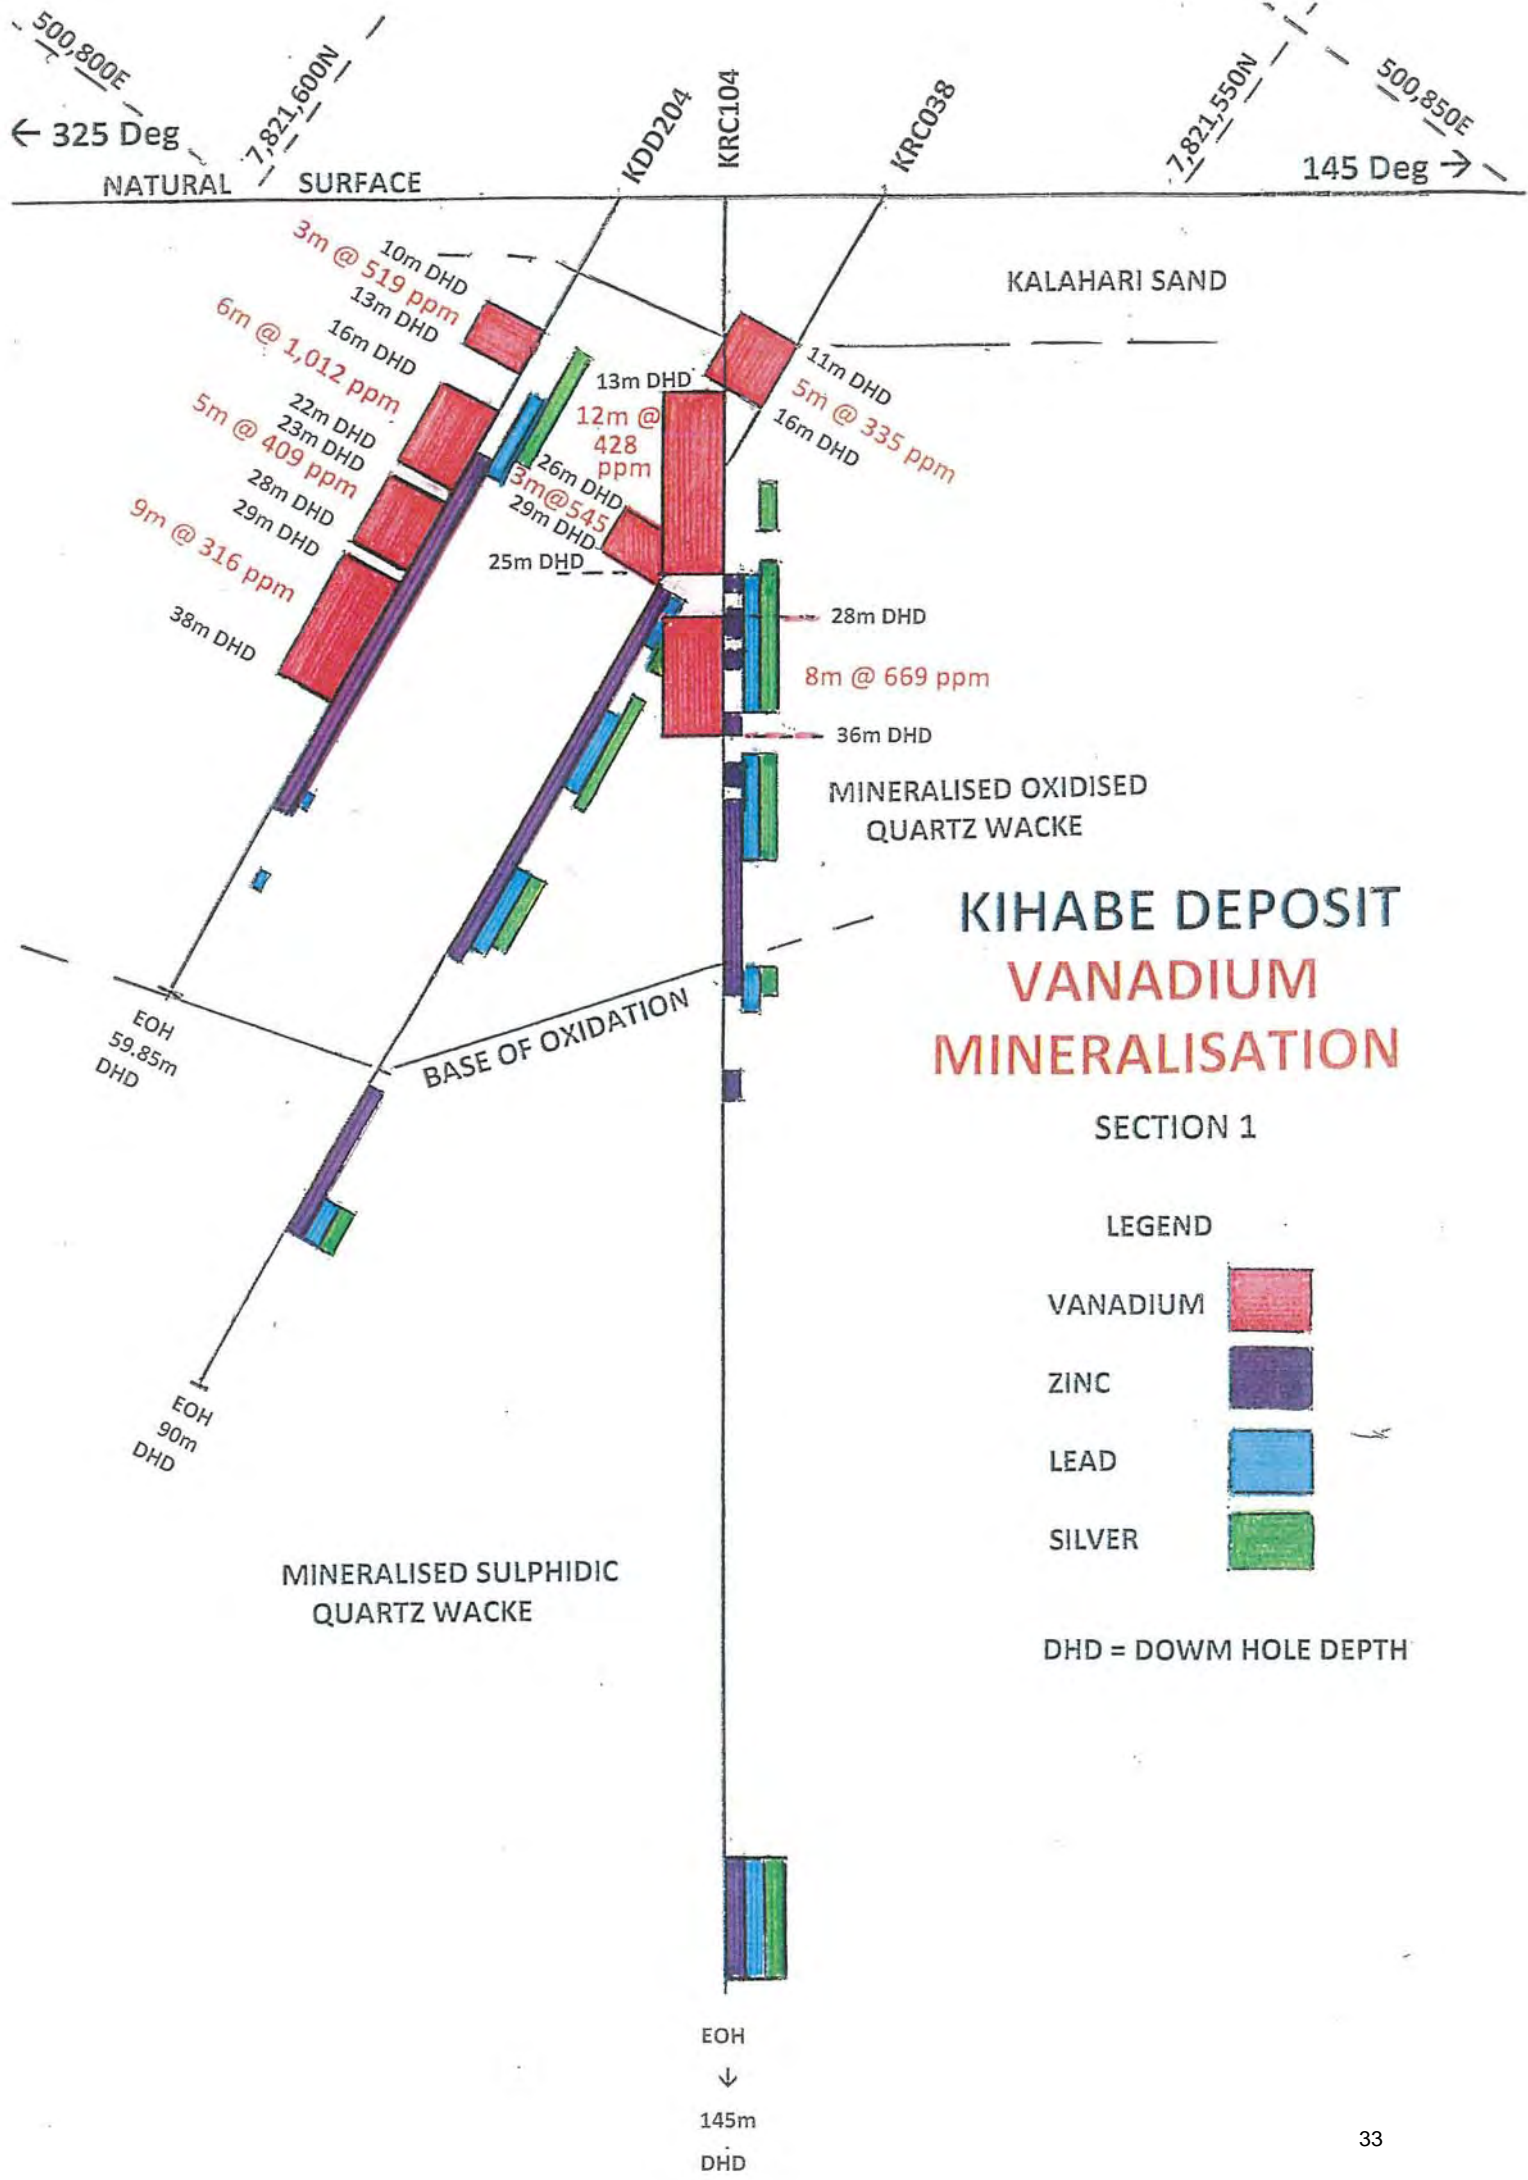 500,800E
7,821,600N
KDD204
KRC104
KRC038
7,821,550N
500,850E
← 325 Deg
145 Deg →
NATURAL SURFACE
KALAHARI SAND
10m DHD
3m @ 519 ppm
13m DHD
16m DHD
6m @ 1,012 ppm
22m DHD
23m DHD
5m @ 409 ppm
28m DHD
29m DHD
9m @ 316 ppm
38m DHD
13m DHD
12m @
428
ppm
26m DHD
3m@545
29m DHD
25m DHD
11m DHD
5m @ 335 ppm
16m DHD
28m DHD
8m @ 669 ppm
36m DHD
MINERALISED OXIDISED
QUARTZ WACKE
KIHABE DEPOSIT
VANADIUM
MINERALISATION
SECTION 1
EOH
59.85m
DHD
BASE OF OXIDATION
LEGEND
VANADIUM
ZINC
LEAD
SILVER
EOH
90m
DHD
MINERALISED SULPHIDIC
QUARTZ WACKE
DHD = DOWM HOLE DEPTH
EOH
↓
145m
DHD
33